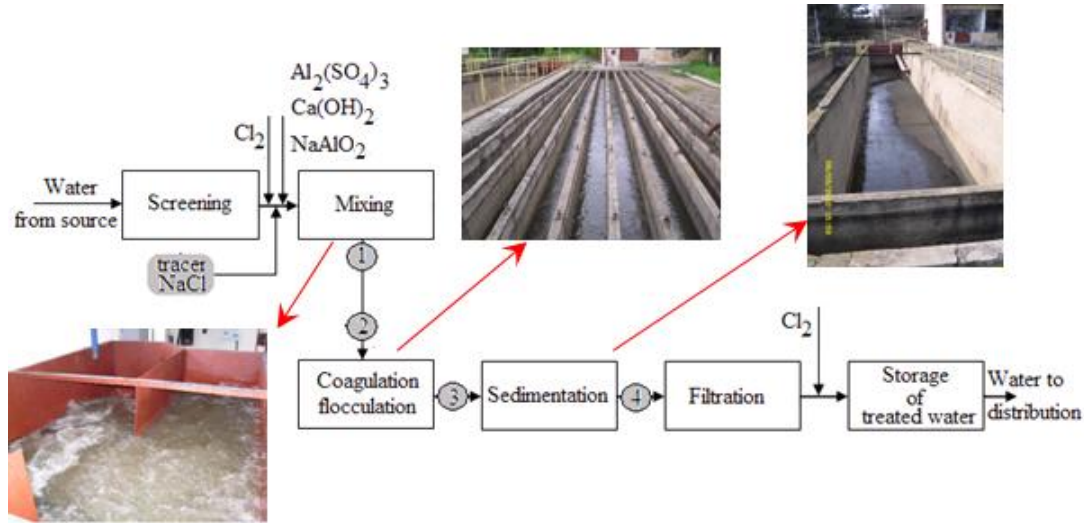 Al2(SO4)3
Ca(OH)2
NaAlO2
Cl2
Water
from source
Screening
Mixing
tracer
NaCl
1
2
Cl2
Coagulation
flocculation
3
Sedimentation
4
Filtration
Storage
of
treated water
Water to
distribution